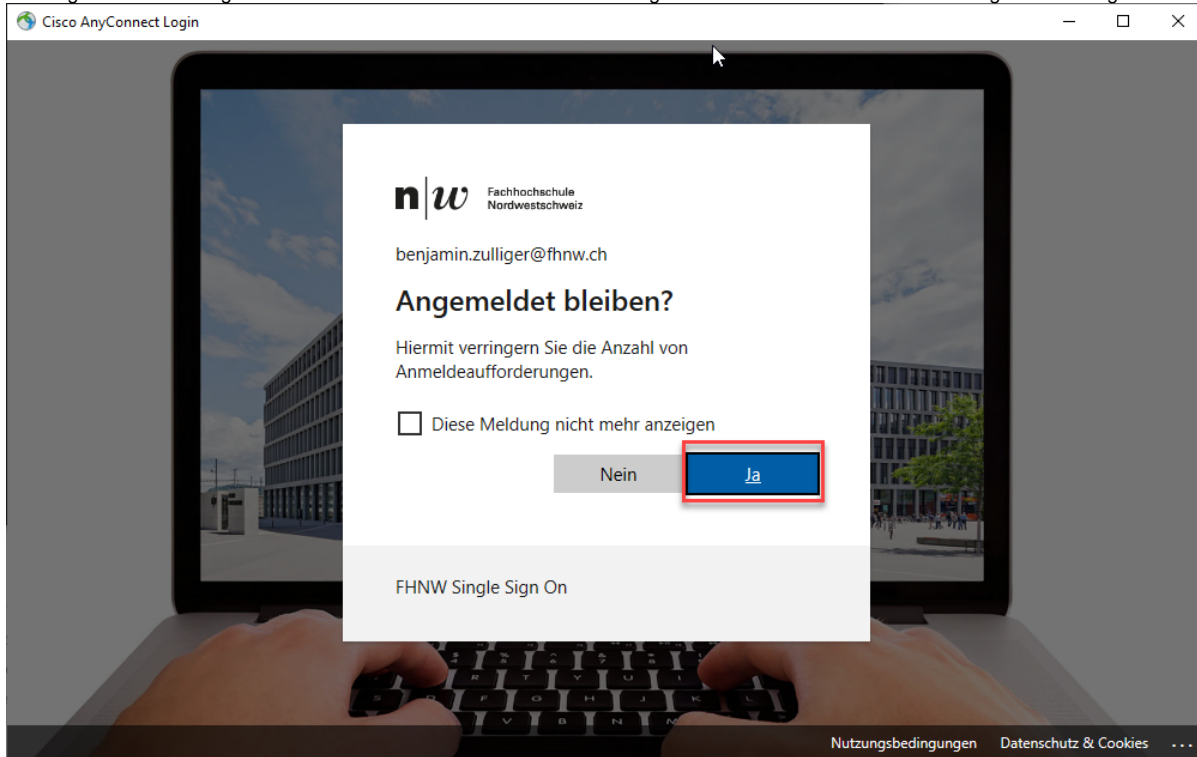 Cisco AnyConnect Login
n|w Fachhochschule
Nordwestschweiz
benjamin.zulliger@fhnw.ch
Angemeldet bleiben?
Hiermit verringern Sie die Anzahl von
Anmeldeaufforderungen.
Diese Meldung nicht mehr anzeigen
Nein Ja
FHNW Single Sign On
R T Y U I
F G H J K L
V B N M
Nutzungsbedingungen Datenschutz & Cookies ...